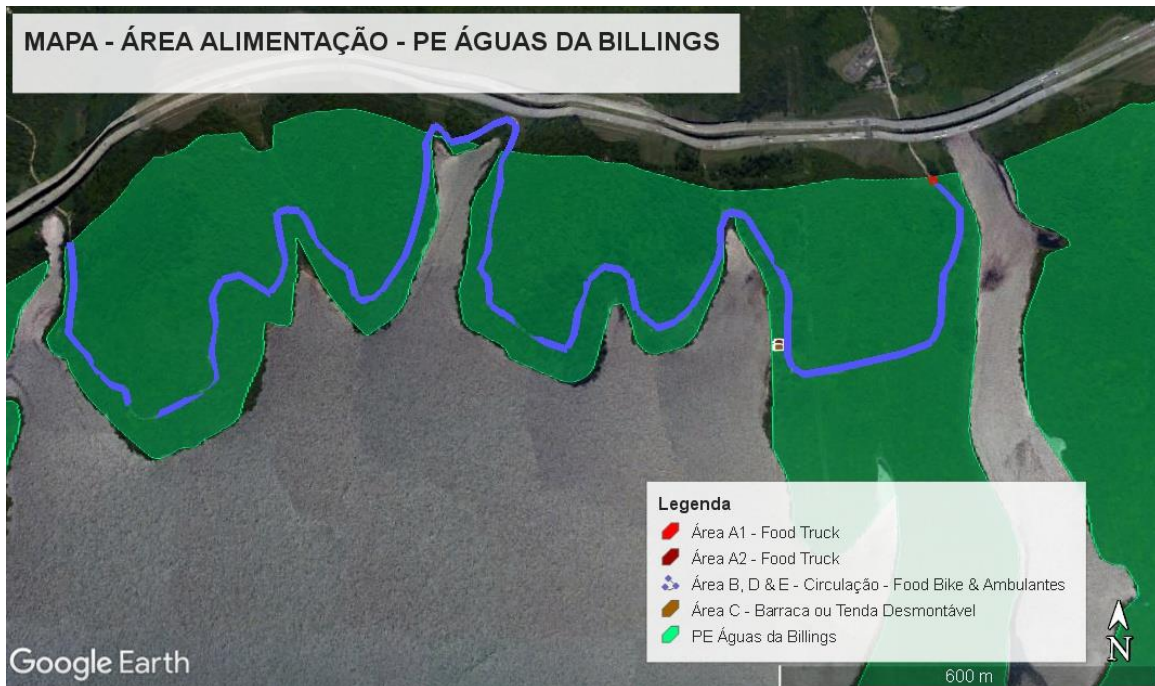 MAPA - ÁREA ALIMENTAÇÃO - PE ÁGUAS DA BILLINGS
Legenda
Área A1 - Food Truck
Área A2 - Food Truck
Área B, D & E - Circulação - Food Bike & Ambulantes
Área C - Barraca ou Tenda Desmontável
PE Águas da Billings
N
Google Earth
600 m